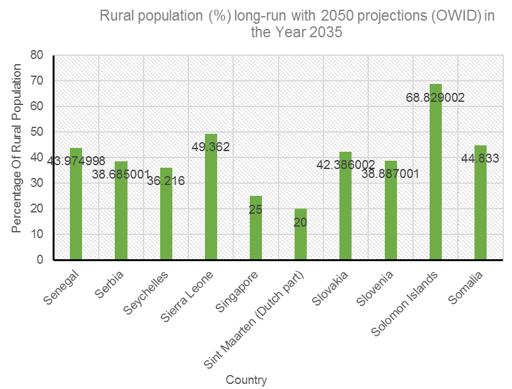 Rural population (%) long-run with 2050 projections (OWID) in
the Year 2035
Percentage Of Rural Population
80
70
60
50
40
30
20
10
0
43.974998
38.685001
36.216
49.362
25
20
42.386002
38.887001
68.829002
44.833
Senegal
Serbia
Seychelles
Sierra Leone
Singapore
Sint Maarten (Dutch part)
Slovakia
Slovenia
Solomon Islands
Somalia
Country